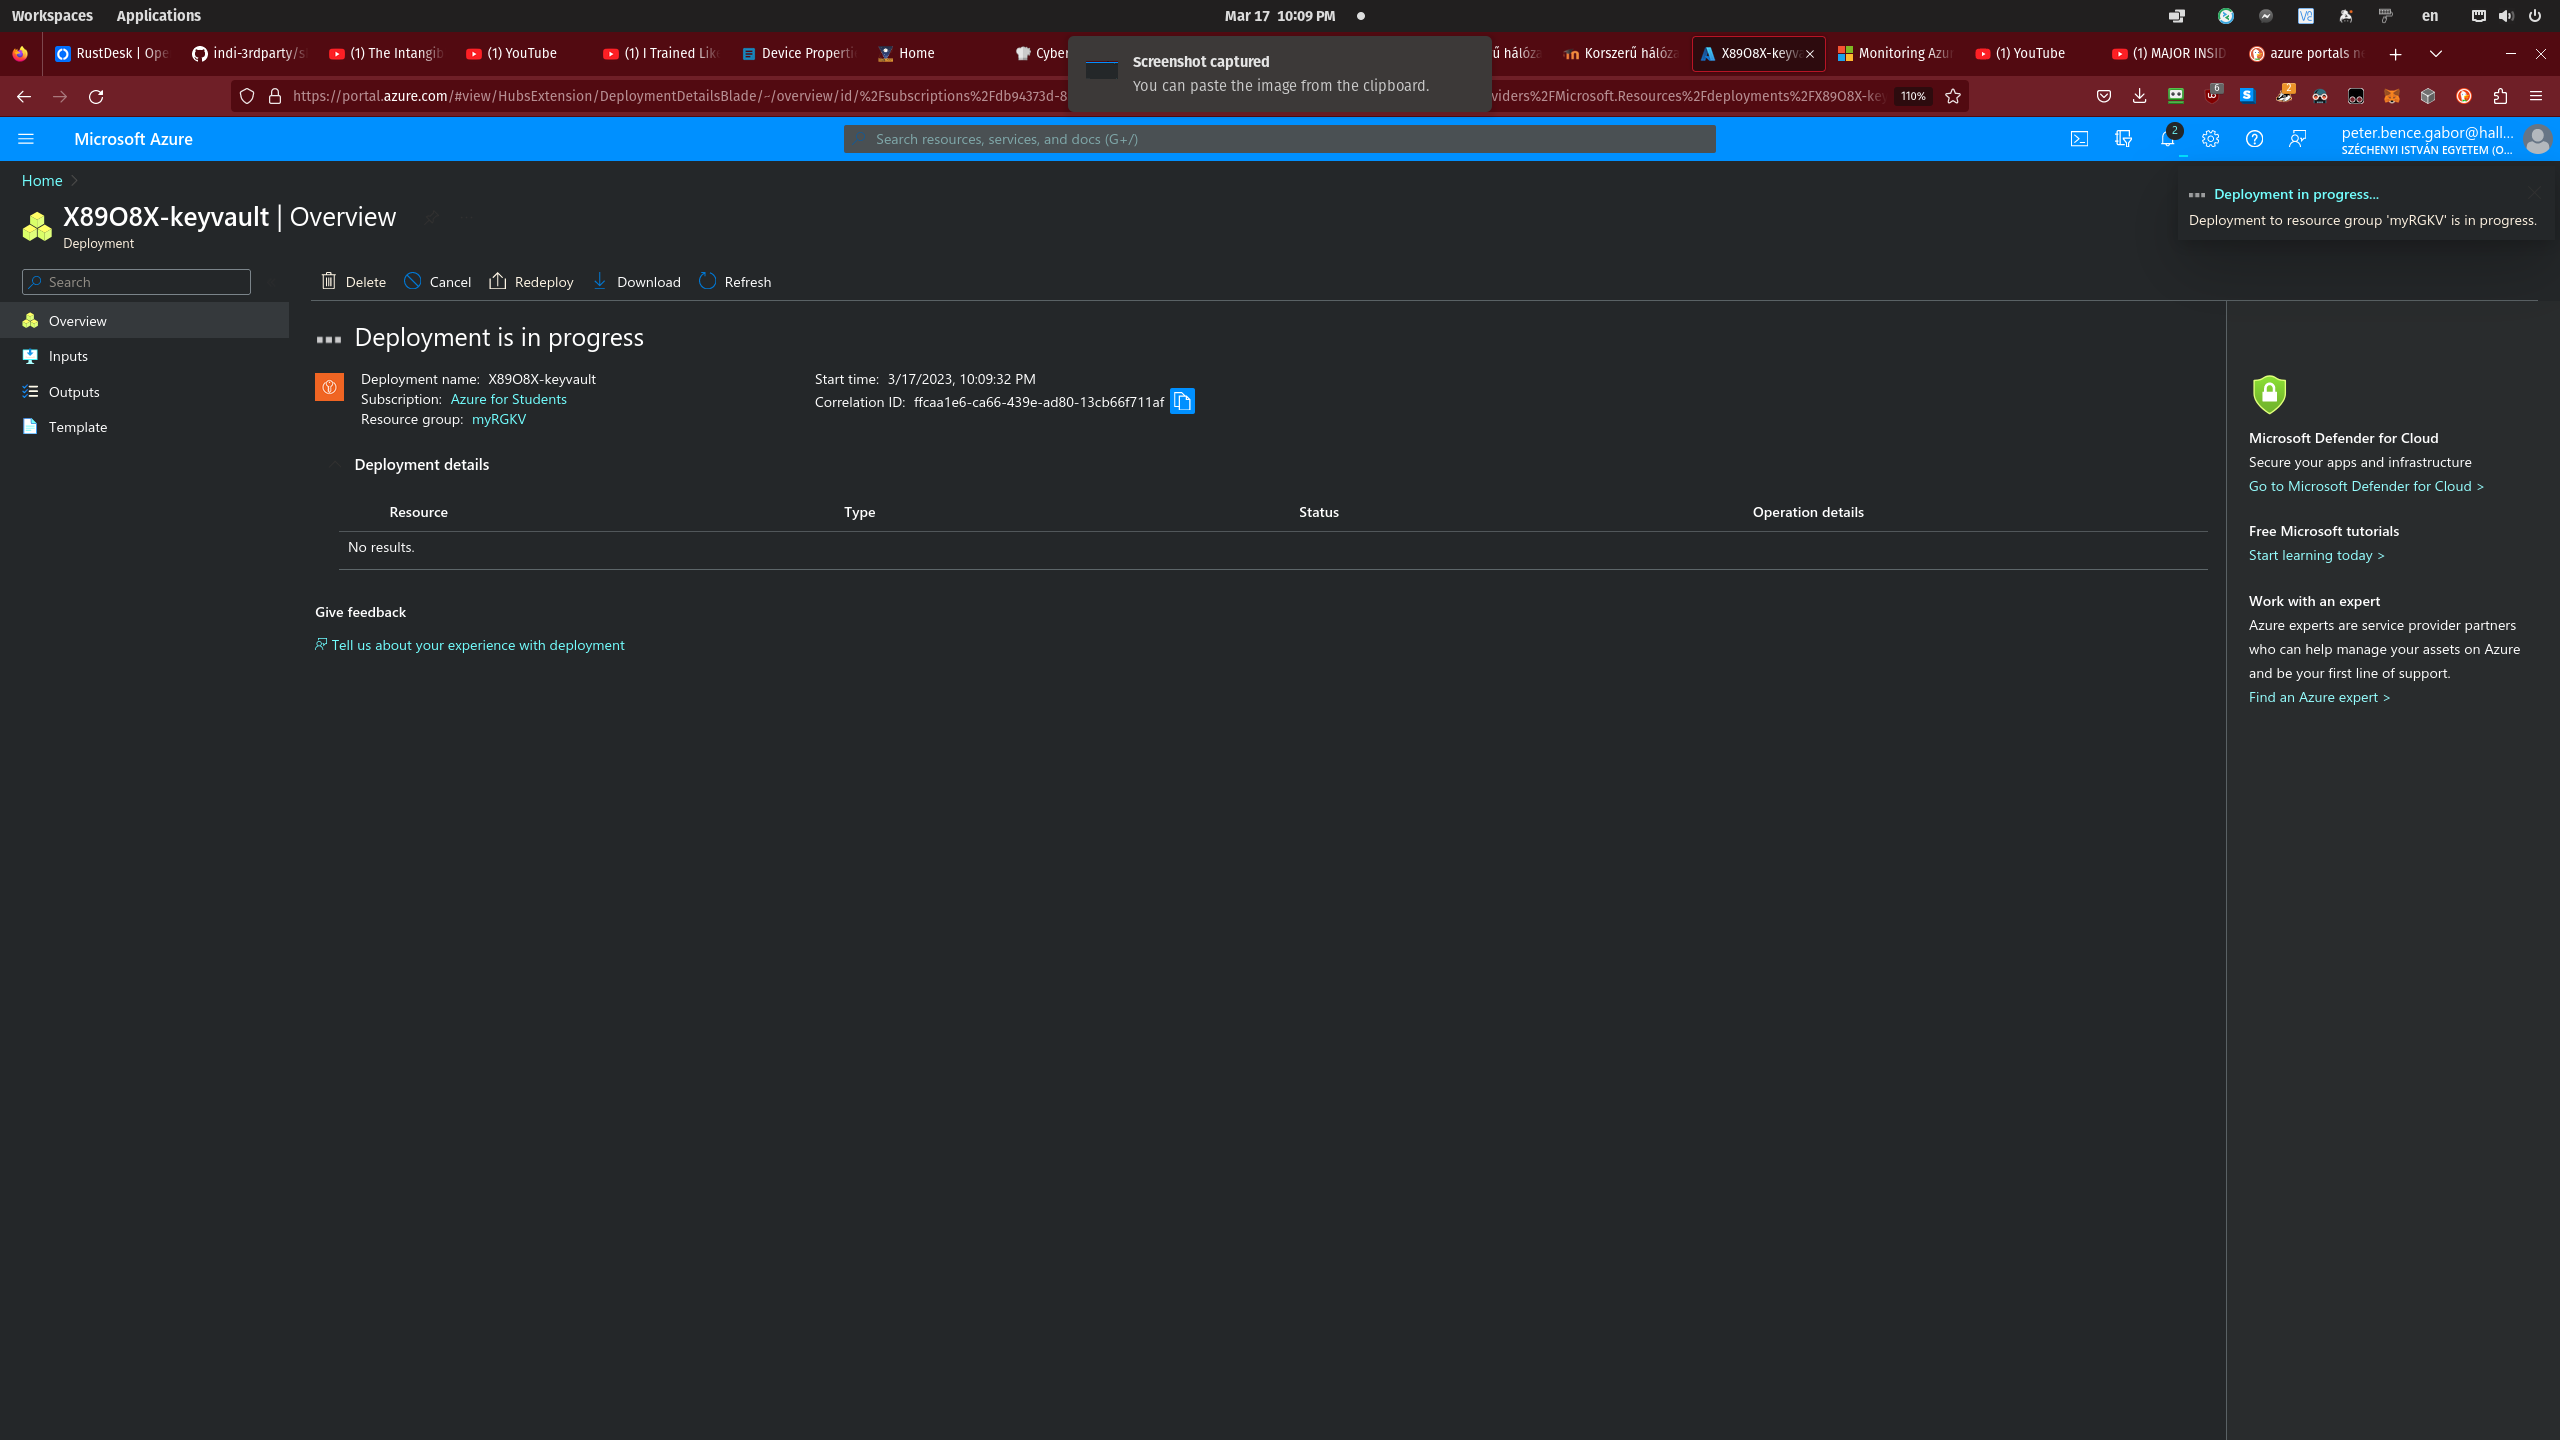 Workspaces Applications Mar 17 10:09 PM en
RustDesk | Ope
indi-3rdparty/s
(1) The Intangib
(1) YouTube
(1) I Trained Like
Device Properti
Home
Cyber
ű hálóza
Korszerű hálóza
X89O8X-keyva
Monitoring Azur
(1) YouTube
(1) MAJOR INSID
azure portals n
Screenshot captured
You can paste the image from the clipboard.
https://portal.azure.com/#view/HubsExtension/DeploymentDetailsBlade/~/overview/id/%2Fsubscriptions%2Fdb94373d-8
viders%2FMicrosoft.Resources%2Fdeployments%2FX89O8X-key
110%
6
2
Microsoft Azure
Search resources, services, and docs (G+/)
2
peter.bence.gabor@hall...
SZÉCHENYI ISTVÁN EGYETEM (O...
Home
X89O8X-keyvault | Overview
Deployment
Deployment in progress...
Deployment to resource group 'myRGKV' is in progress.
Search
Overview
Inputs
Outputs
Template
Delete Cancel Redeploy Download Refresh
Deployment is in progress
Deployment name: X89O8X-keyvault
Subscription: Azure for Students
Resource group: myRGKV
Start time: 3/17/2023, 10:09:32 PM
Correlation ID: ffcaa1e6-ca66-439e-ad80-13cb66f711af
Deployment details
Resource Type Status Operation details
No results.
Give feedback
Tell us about your experience with deployment
Microsoft Defender for Cloud
Secure your apps and infrastructure
Go to Microsoft Defender for Cloud >
Free Microsoft tutorials
Start learning today >
Work with an expert
Azure experts are service provider partners
who can help manage your assets on Azure
and be your first line of support.
Find an Azure expert >